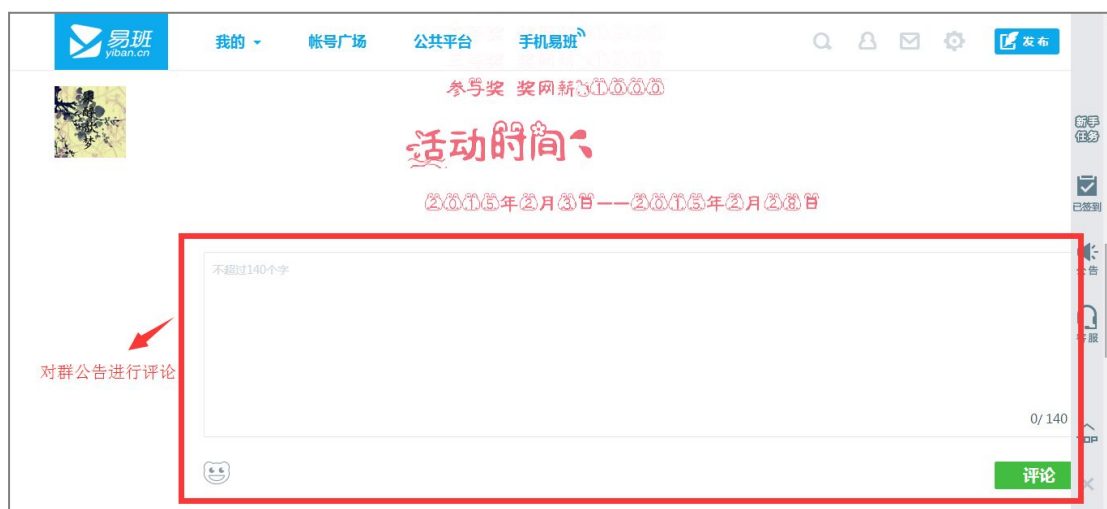 易班
yiban.cn
我的
帐号广场
公共平台
手机易班
发布
参与奖 奖网薪31000
活动时间
2015年2月3日——2015年2月28日
新手
任务
已签到
公告
客服
TOP
不超过140个字
对群公告进行评论
0/ 140
评论